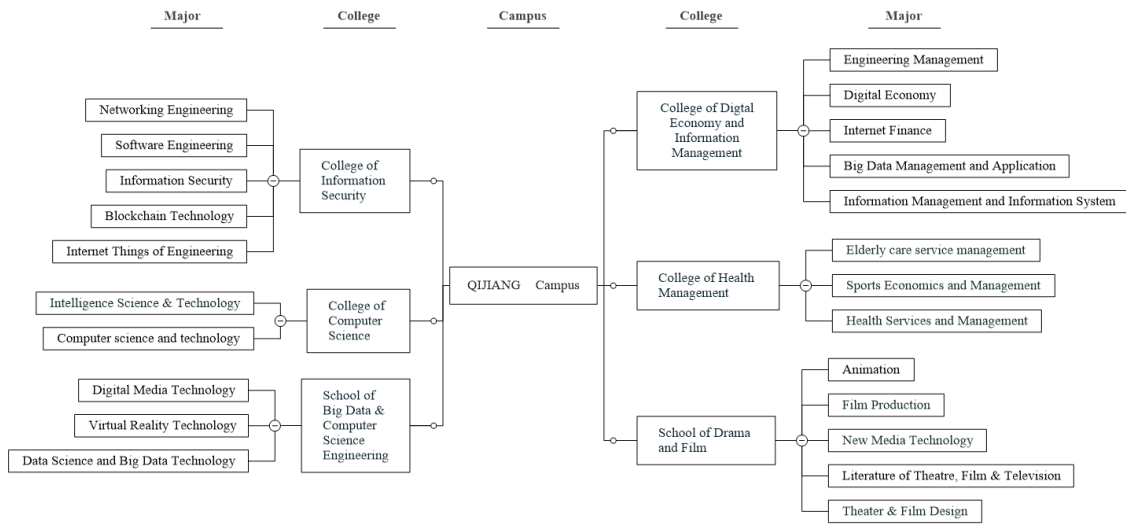 Major College Campus College Major
Networking Engineering
Software Engineering
Information Security
Blockchain Technology
Internet Things of Engineering
College of
Information
Security
Intelligence Science & Technology
Computer science and technology
College of
Computer
Science
Digital Media Technology
Virtual Reality Technology
Data Science and Big Data Technology
School of
Big Data &
Computer
Science
Engineering
QIJIANG Campus
College of Digtal
Economy and
Information
Management
Engineering Management
Digital Economy
Internet Finance
Big Data Management and Application
Information Management and Information System
College of Health
Management
Elderly care service management
Sports Economics and Management
Health Services and Management
School of Drama
and Film
Animation
Film Production
New Media Technology
Literature of Theatre, Film & Television
Theater & Film Design